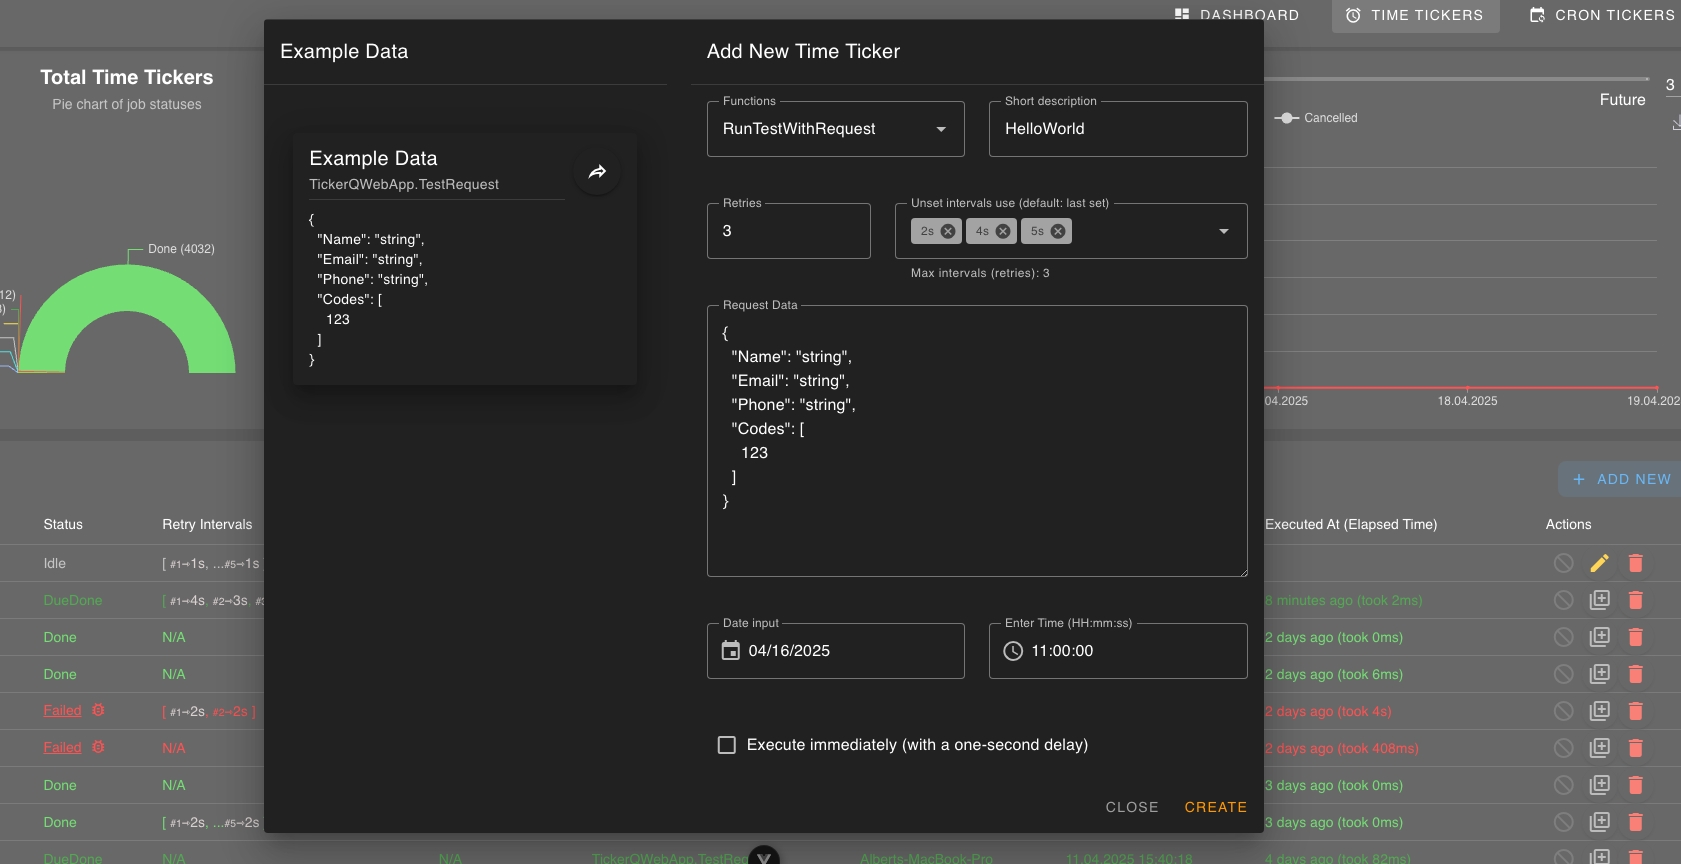 DASHBOARD
TIME TICKERS
CRON TICKERS
Example Data
Add New Time Ticker
Total Time Tickers
Pie chart of job statuses
3
Future
Cancelled
Functions
RunTestWithRequest
Short description
HelloWorld
Example Data
TickerQWebApp.TestRequest
{
"Name": "string",
"Email": "string",
"Phone": "string",
"Codes": [
123
]
}
Retries
3
Unset intervals use (default: last set)
2s
4s
5s
Max intervals (retries): 3
Done (4032)
12)
Request Data
{
"Name": "string",
"Email": "string",
"Phone": "string",
"Codes": [
123
]
}
04.2025
18.04.2025
19.04.202
+ ADD NEW
Status
Retry Intervals
Executed At (Elapsed Time)
Actions
Idle
[ #1→1s, ...#5→1s
DueDone
[ #1→4s, #2→3s, #3
8 minutes ago (took 2ms)
Done
N/A
2 days ago (took 0ms)
Done
N/A
2 days ago (took 6ms)
Failed
[ #1→2s, #2→2s ]
2 days ago (took 4s)
Failed
N/A
2 days ago (took 408ms)
Done
N/A
3 days ago (took 0ms)
Done
[ #1→2s, ...#5→2s
3 days ago (took 0ms)
DueDone
N/A
N/A
TickerQWebApp.TestReq
Alberts-MacBook-Pro
11.04.2025 15:40:18
4 days ago (took 82ms)
Date input
04/16/2025
Enter Time (HH:mm:ss)
11:00:00
Execute immediately (with a one-second delay)
CLOSE
CREATE